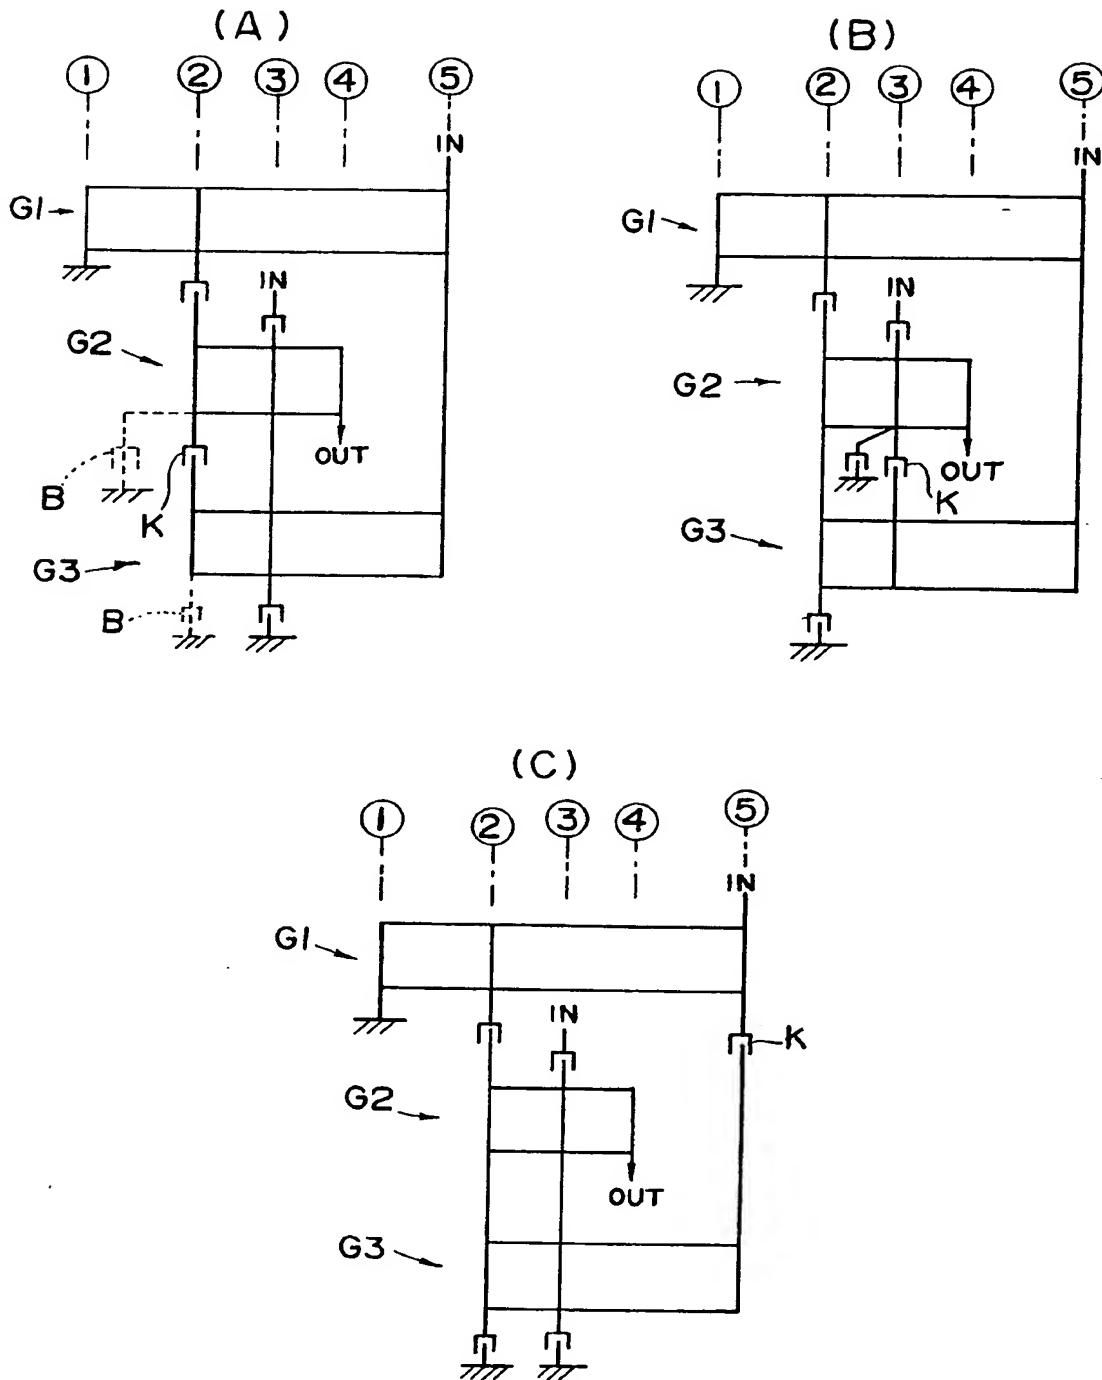 (A)
① ② ③ ④ ⑤
IN
G1
IN
G2
OUT
B
K
G3
B
(B)
① ② ③ ④ ⑤
IN
G1
IN
G2
OUT
K
G3
(C)
① ② ③ ④ ⑤
IN
G1
IN
K
G2
OUT
G3